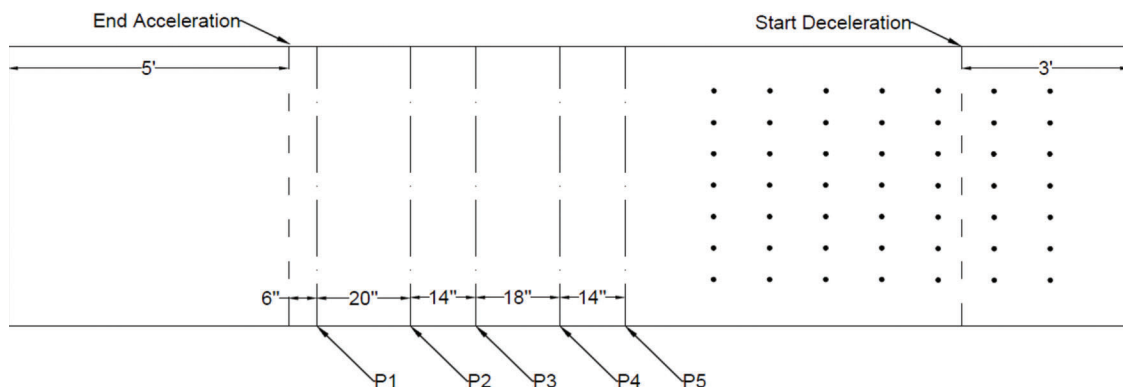 End Acceleration
Start Deceleration
5'
3'
6" 20" 14" 18" 14"
P1 P2 P3 P4 P5